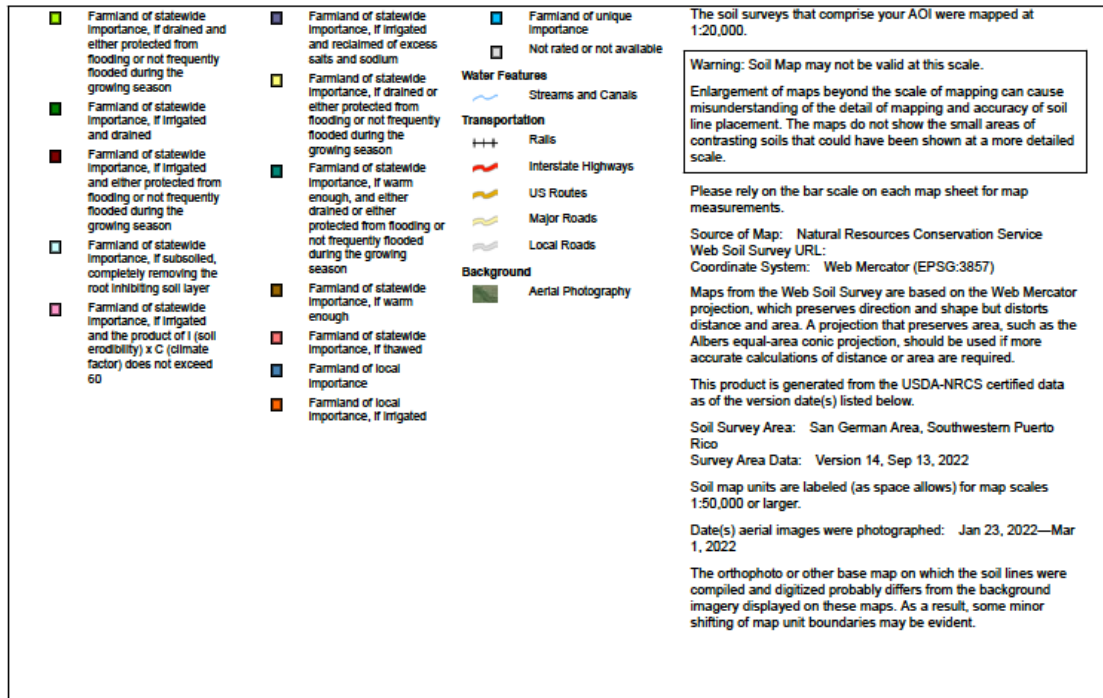 Farmland of statewide
importance, if drained and
either protected from
flooding or not frequently
flooded during the
growing season
Farmland of statewide
importance, if irrigated
and drained
Farmland of statewide
importance, if irrigated
and either protected from
flooding or not frequently
flooded during the
growing season
Farmland of statewide
importance, if subsoiled,
completely removing the
root inhibiting soil layer
Farmland of statewide
importance, if irrigated
and the product of I (soil
erodibility) x C (climate
factor) does not exceed
60
Farmland of statewide
importance, if irrigated
and reclaimed of excess
salts and sodium
Farmland of statewide
importance, if drained or
either protected from
flooding or not frequently
flooded during the
growing season
Farmland of statewide
importance, if warm
enough, and either
drained or either
protected from flooding or
not frequently flooded
during the growing
season
Farmland of statewide
importance, if warm
enough
Farmland of statewide
importance, if thawed
Farmland of local
importance
Farmland of local
importance, if irrigated
Farmland of unique
importance
Not rated or not available
Water Features
Streams and Canals
Transportation
Rails
Interstate Highways
US Routes
Major Roads
Local Roads
Background
Aerial Photography
The soil surveys that comprise your AOI were mapped at
1:20,000.
Warning: Soil Map may not be valid at this scale.
Enlargement of maps beyond the scale of mapping can cause
misunderstanding of the detail of mapping and accuracy of soil
line placement. The maps do not show the small areas of
contrasting soils that could have been shown at a more detailed
scale.
Please rely on the bar scale on each map sheet for map
measurements.
Source of Map: Natural Resources Conservation Service
Web Soil Survey URL:
Coordinate System: Web Mercator (EPSG:3857)
Maps from the Web Soil Survey are based on the Web Mercator
projection, which preserves direction and shape but distorts
distance and area. A projection that preserves area, such as the
Albers equal-area conic projection, should be used if more
accurate calculations of distance or area are required.
This product is generated from the USDA-NRCS certified data
as of the version date(s) listed below.
Soil Survey Area: San German Area, Southwestern Puerto
Rico
Survey Area Data: Version 14, Sep 13, 2022
Soil map units are labeled (as space allows) for map scales
1:50,000 or larger.
Date(s) aerial images were photographed: Jan 23, 2022—Mar
1, 2022
The orthophoto or other base map on which the soil lines were
compiled and digitized probably differs from the background
imagery displayed on these maps. As a result, some minor
shifting of map unit boundaries may be evident.